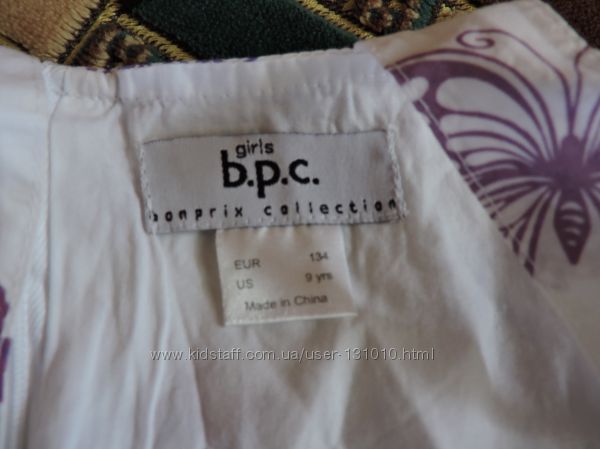 girls
b.p.c.
bonprix collection
EUR 134
US 9 yrs
Made in China
www.kidstaff.com.ua/user-131010.html